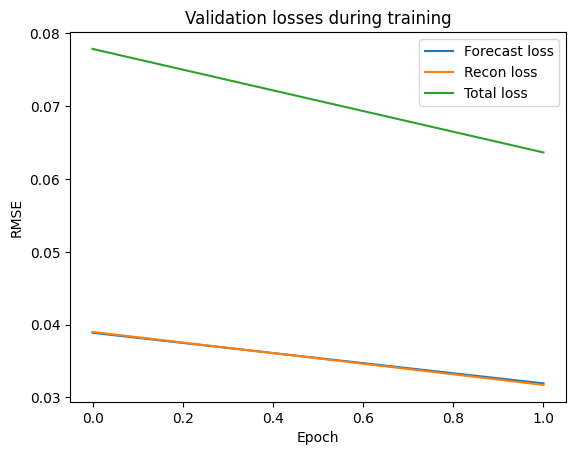 Validation losses during training
0.08
0.07
0.06
0.05
0.04
0.03
RMSE
Forecast loss
Recon loss
Total loss
0.0 0.2 0.4 0.6 0.8 1.0
Epoch